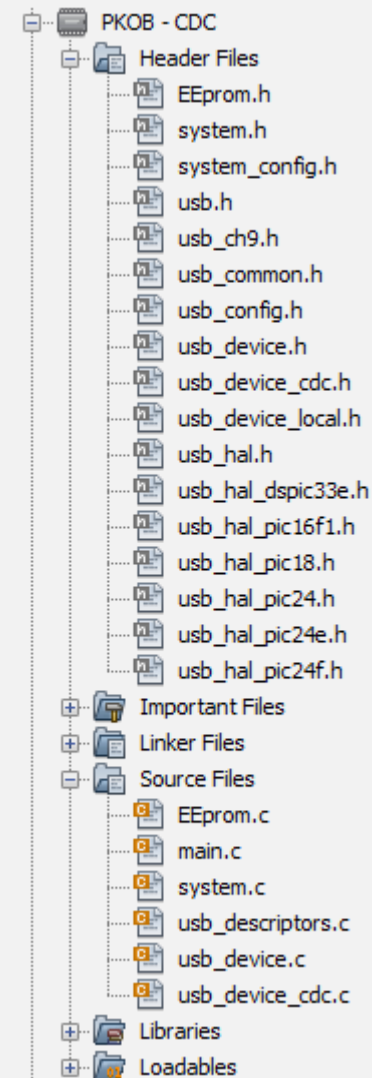 PKOB - CDC
Header Files
EEprom.h
system.h
system_config.h
usb.h
usb_ch9.h
usb_common.h
usb_config.h
usb_device.h
usb_device_cdc.h
usb_device_local.h
usb_hal.h
usb_hal_dspic33e.h
usb_hal_pic16f1.h
usb_hal_pic18.h
usb_hal_pic24.h
usb_hal_pic24e.h
usb_hal_pic24f.h
Important Files
Linker Files
Source Files
EEprom.c
main.c
system.c
usb_descriptors.c
usb_device.c
usb_device_cdc.c
Libraries
Loadables